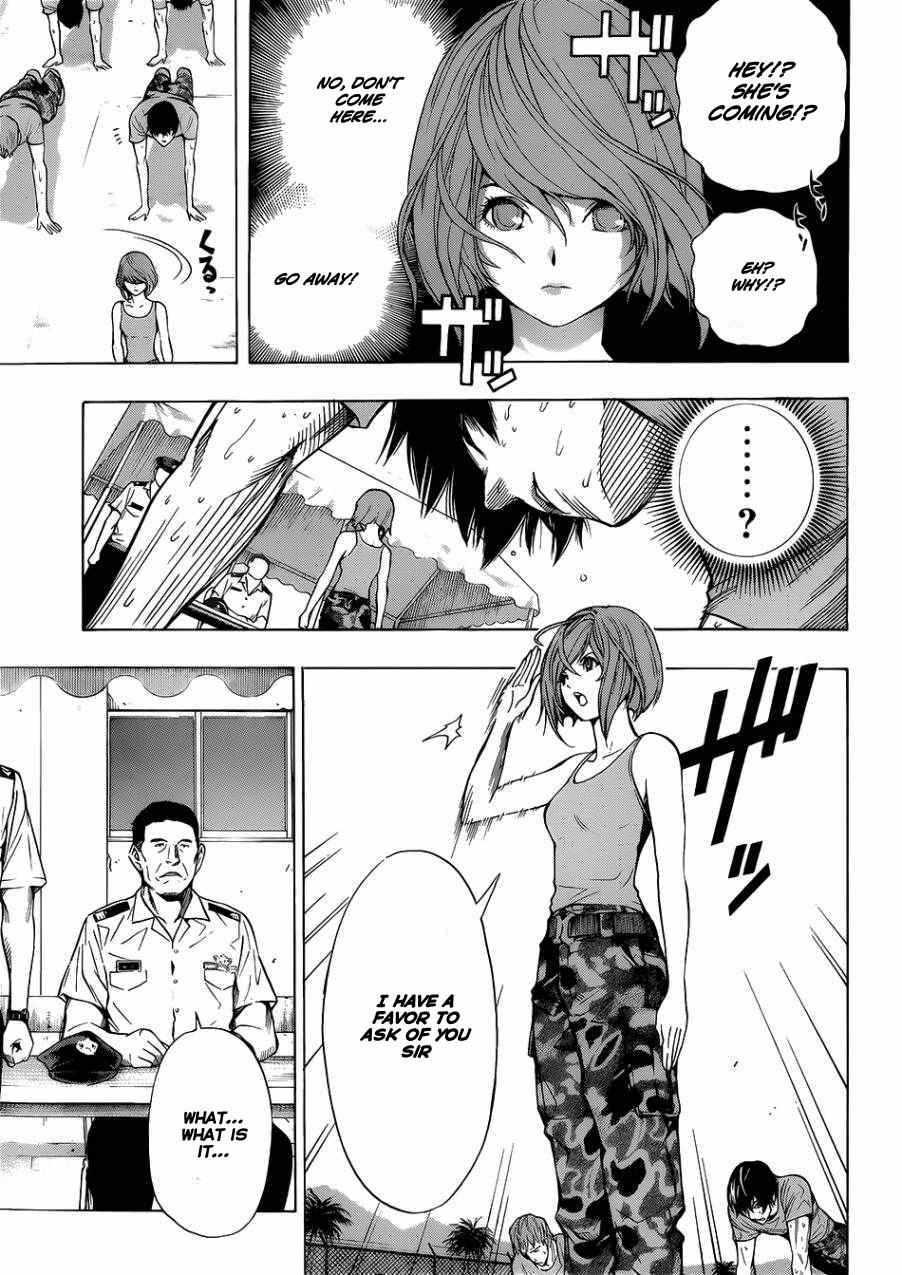 HEY!?
SHE'S
COMING!?
EH?
WHY!?
ザッ
NO, DON'T
COME
HERE...
GO AWAY!
ザッ
くるっ
......
?
ザッ
I HAVE A
FAVOR TO
ASK OF YOU
SIR
WHAT...
WHAT IS
IT...